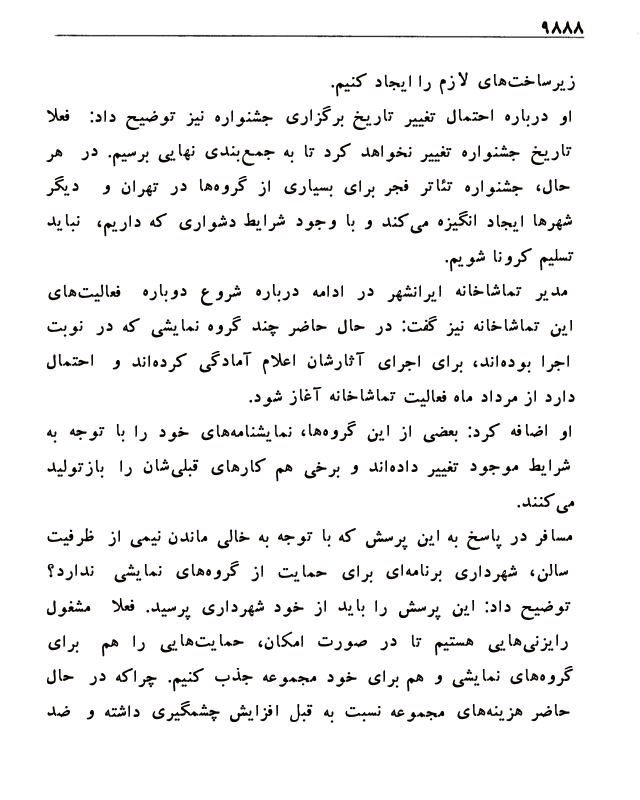 ۹۸۸۸
زیرساخت‌های لازم را ایجاد کنیم.
او درباره احتمال تغییر تاریخ برگزاری جشنواره نیز توضیح داد: فعلا
تاریخ جشنواره تغییر نخواهد کرد تا به جمع‌بندی نهایی برسیم. در هر
حال، جشنواره تئاتر فجر برای بسیاری از گروه‌ها در تهران و دیگر
شهرها ایجاد انگیزه می‌کند و با وجود شرایط دشواری که داریم، نباید
تسلیم کرونا شویم.
مدیر تماشاخانه ایرانشهر در ادامه درباره شروع دوباره فعالیت‌های
این تماشاخانه نیز گفت: در حال حاضر چند گروه نمایشی که در نوبت
اجرا بوده‌اند، برای اجرای آثارشان اعلام آمادگی کرده‌اند و احتمال
دارد از مرداد ماه فعالیت تماشاخانه آغاز شود.
او اضافه کرد: بعضی از این گروه‌ها، نمایشنامه‌های خود را با توجه به
شرایط موجود تغییر داده‌اند و برخی هم کارهای قبلی‌شان را بازتولید
می‌کنند.
مسافر در پاسخ به این پرسش که با توجه به خالی ماندن نیمی از ظرفیت
سالن، شهرداری برنامه‌ای برای حمایت از گروه‌های نمایشی ندارد؟
توضیح داد: این پرسش را باید از خود شهرداری پرسید. فعلا مشغول
رایزنی‌هایی هستیم تا در صورت امکان، حمایت‌هایی را هم برای
گروه‌های نمایشی و هم برای خود مجموعه جذب کنیم. چراکه در حال
حاضر هزینه‌های مجموعه نسبت به قبل افزایش چشمگیری داشته و ضد